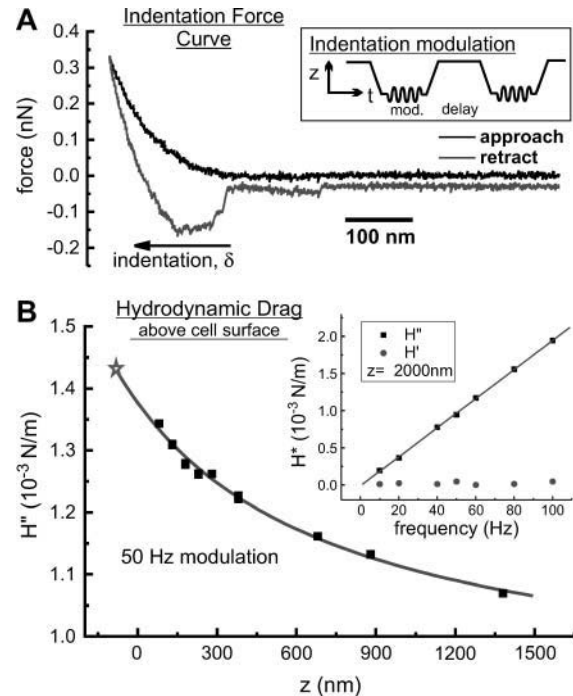 A
Indentation Force
Curve
0.4
0.3
0.2
0.1
0.0
-0.1
-0.2
force (nN)
Indentation modulation
z
t
mod.
delay
approach
retract
100 nm
indentation, δ
B
Hydrodynamic Drag
above cell surface
1.5
1.4
1.3
1.2
1.1
1.0
H" (10⁻³ N/m)
50 Hz modulation
0 300 600 900 1200 1500
z (nm)
H"
H'
z= 2000nm
2.0
1.5
1.0
0.5
0.0
H* (10⁻³ N/m)
0 20 40 60 80 100
frequency (Hz)